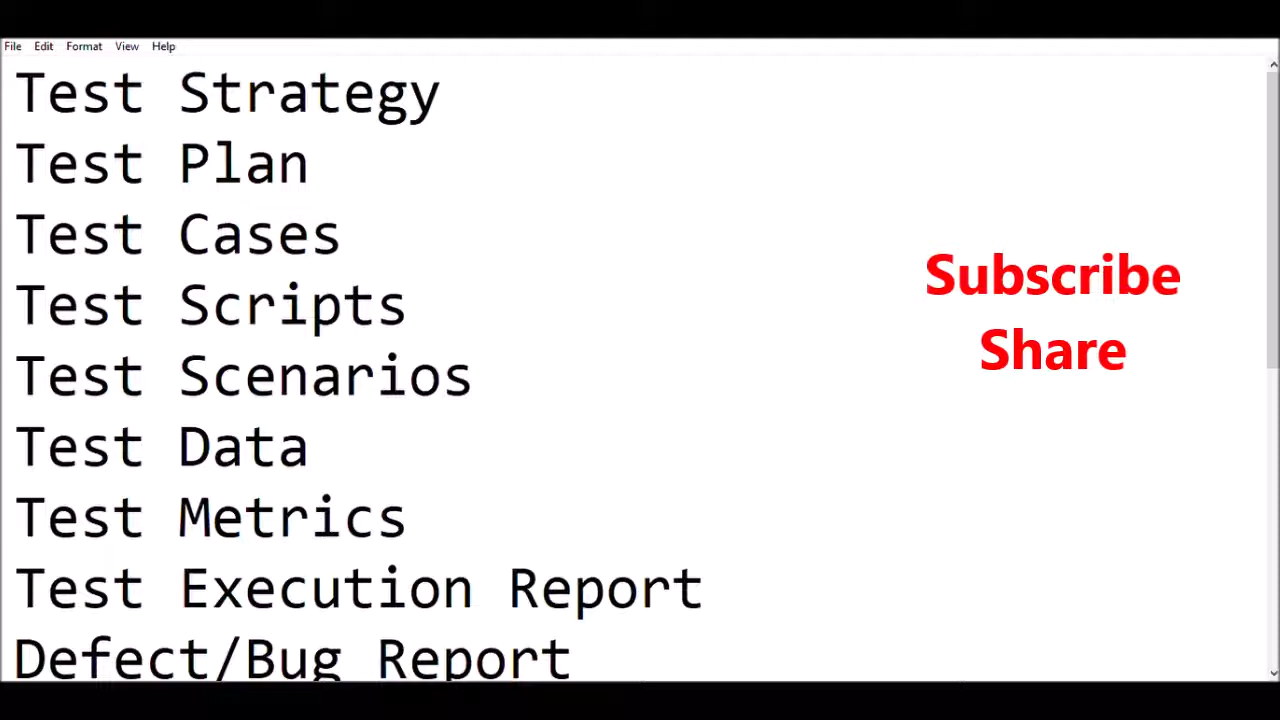 File Edit Format View Help
Test Strategy
Test Plan
Test Cases
Test Scripts
Test Scenarios
Test Data
Test Metrics
Test Execution Report
Defect/Bug Report
Subscribe
Share